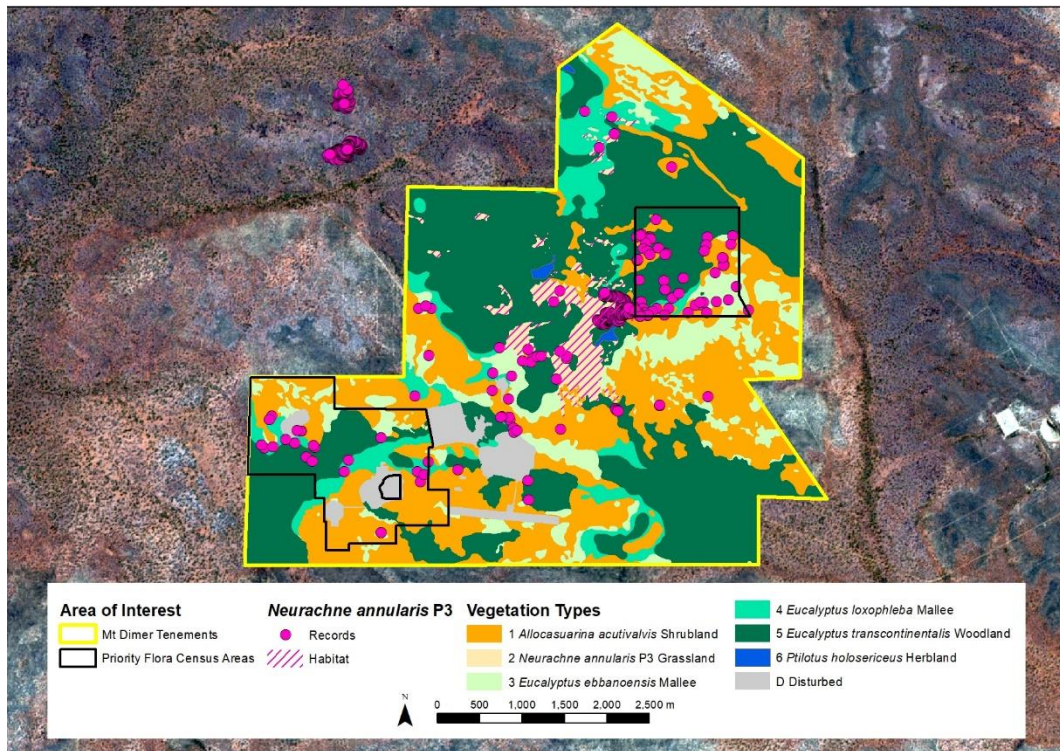 Area of Interest
Mt Dimer Tenements
Priority Flora Census Areas
Neurachne annularis P3
Records
Habitat
Vegetation Types
1 Allocasuarina acutivalvis Shrubland
2 Neurachne annularis P3 Grassland
3 Eucalyptus ebbanoensis Mallee
4 Eucalyptus loxophleba Mallee
5 Eucalyptus transcontinentalis Woodland
6 Ptilotus holosericeus Herbland
D Disturbed
N
0 500 1,000 1,500 2,000 2,500 m